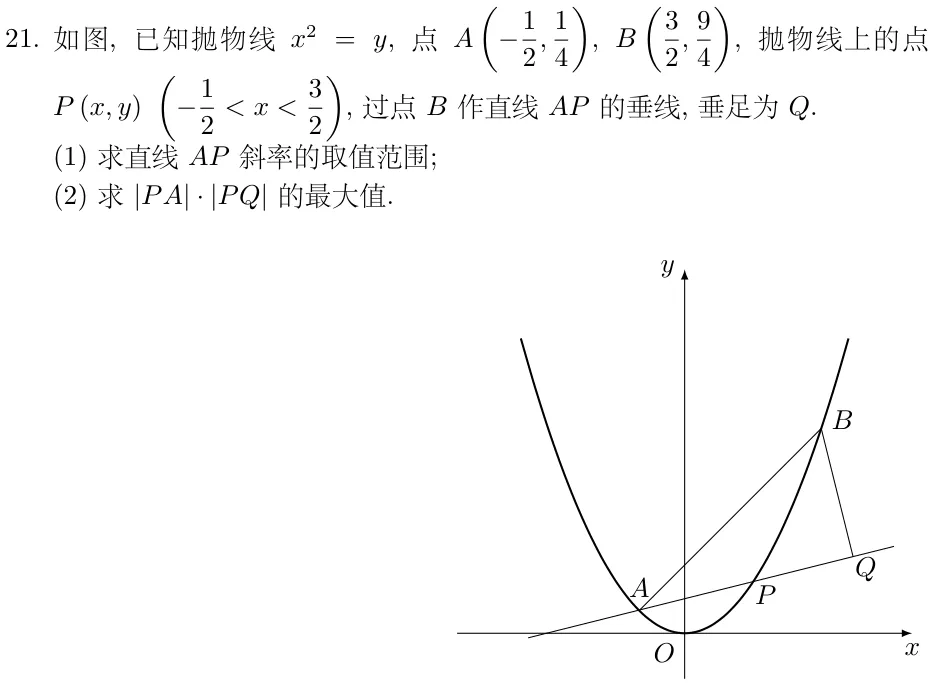 21. 如图, 已知抛物线 x² = y, 点 A(-1/2, 1/4), B(3/2, 9/4), 抛物线上的点
P(x, y) (-1/2 < x < 3/2), 过点 B 作直线 AP 的垂线, 垂足为 Q.
(1) 求直线 AP 斜率的取值范围;
(2) 求 |PA| · |PQ| 的最大值.
y
B
Q
A
P
O
x